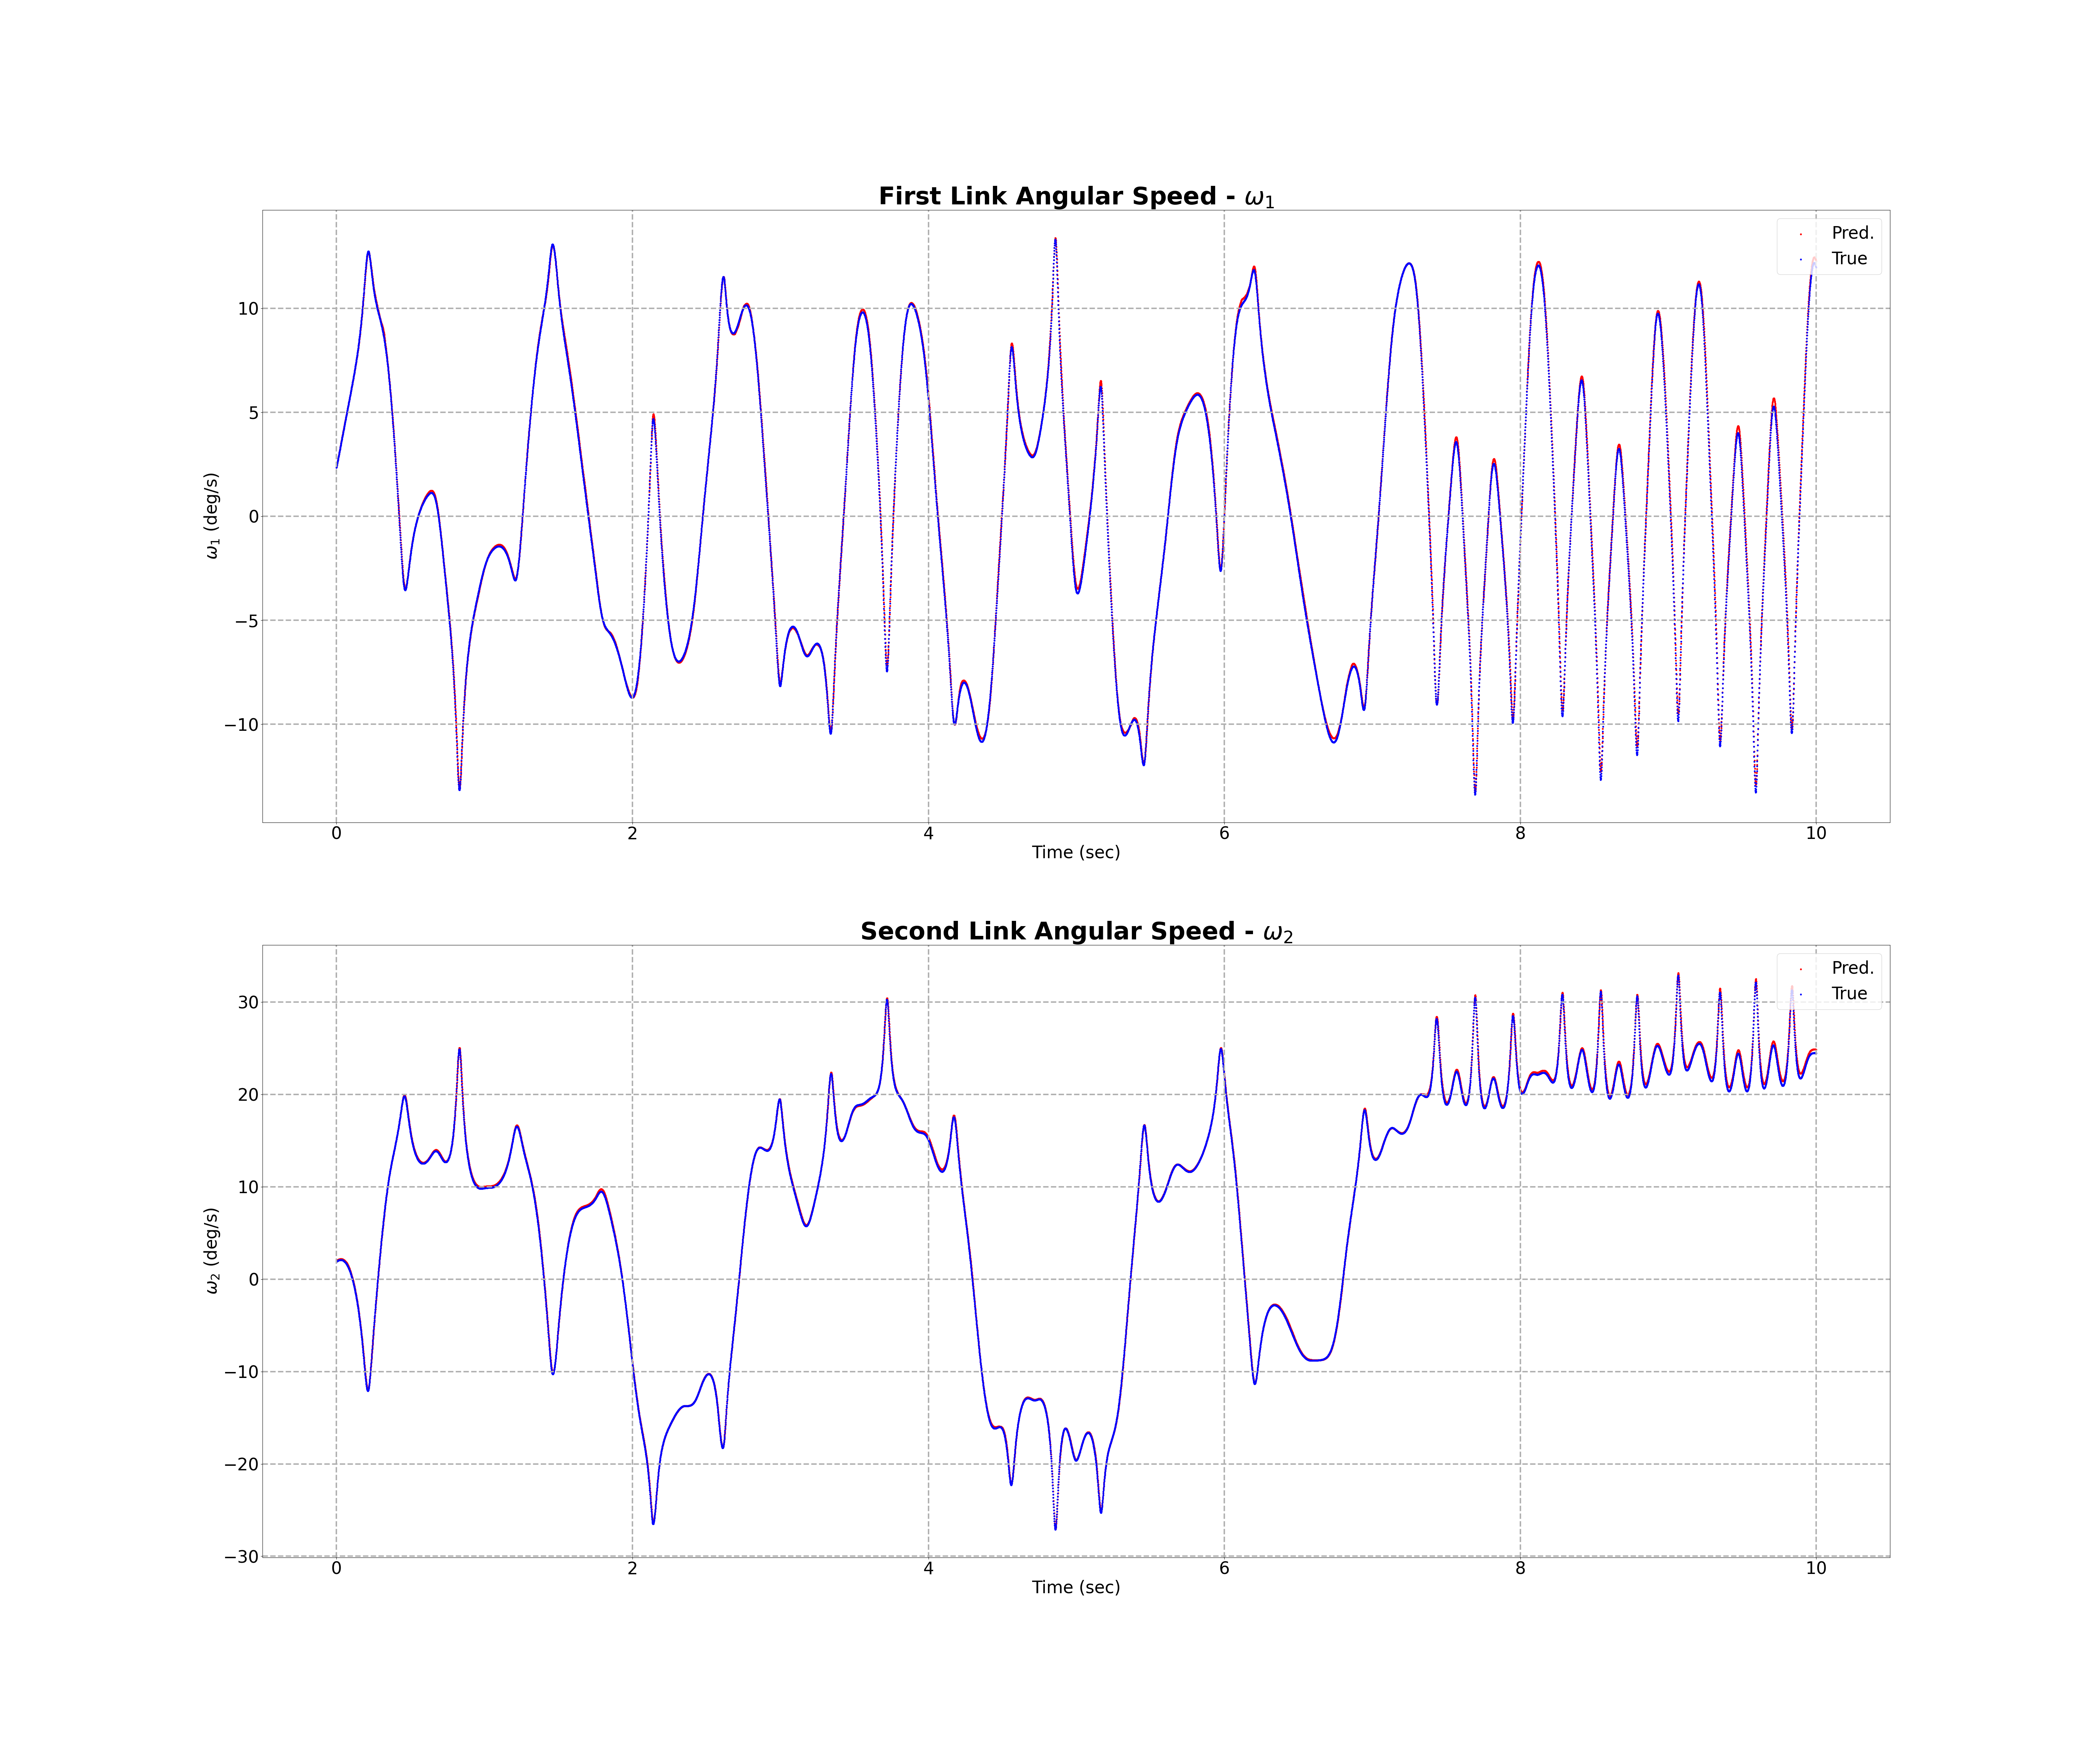 First Link Angular Speed - ω₁
Pred.
True
10
5
0
−5
−10
ω₁ (deg/s)
0 2 4 6 8 10
Time (sec)
Second Link Angular Speed - ω₂
Pred.
True
30
20
10
0
−10
−20
−30
ω₂ (deg/s)
0 2 4 6 8 10
Time (sec)